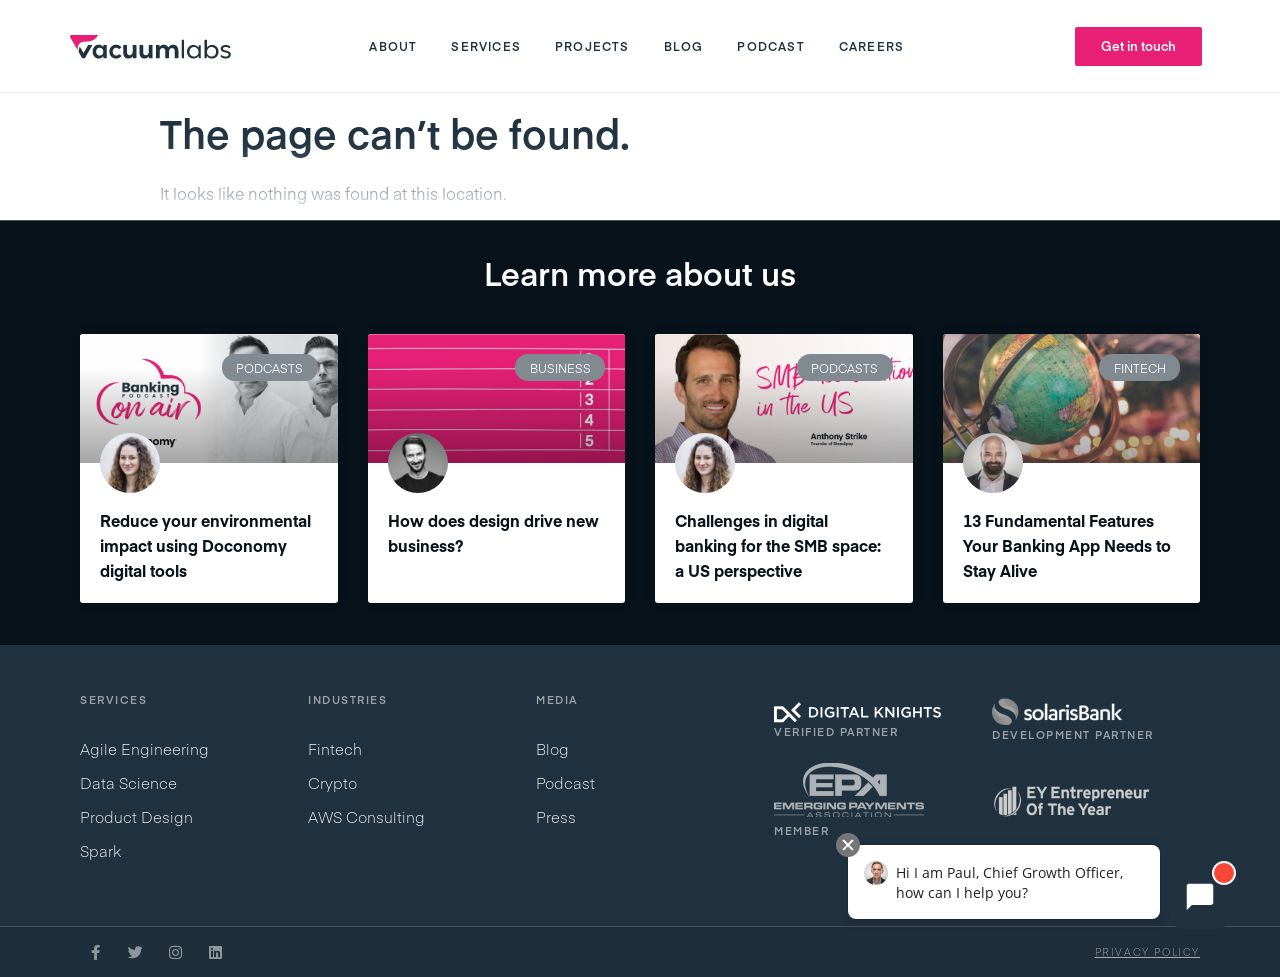 vacuumlabs
ABOUT SERVICES PROJECTS BLOG PODCAST CAREERS
Get in touch
The page can't be found.
It looks like nothing was found at this location.
Learn more about us
PODCASTS
Banking
PODCAST
on air
Reduce your environmental
impact using Doconomy
digital tools
BUSINESS
2
3
4
5
How does design drive new
business?
PODCASTS
SMB
in the US
Anthony Strike
Challenges in digital
banking for the SMB space:
a US perspective
FINTECH
13 Fundamental Features
Your Banking App Needs to
Stay Alive
SERVICES
Agile Engineering
Data Science
Product Design
Spark
INDUSTRIES
Fintech
Crypto
AWS Consulting
MEDIA
Blog
Podcast
Press
DIGITAL KNIGHTS
VERIFIED PARTNER
solarisBank
DEVELOPMENT PARTNER
EPA
EMERGING PAYMENTS
ASSOCIATION
MEMBER
EY Entrepreneur
Of The Year
Hi I am Paul, Chief Growth Officer,
how can I help you?
PRIVACY POLICY